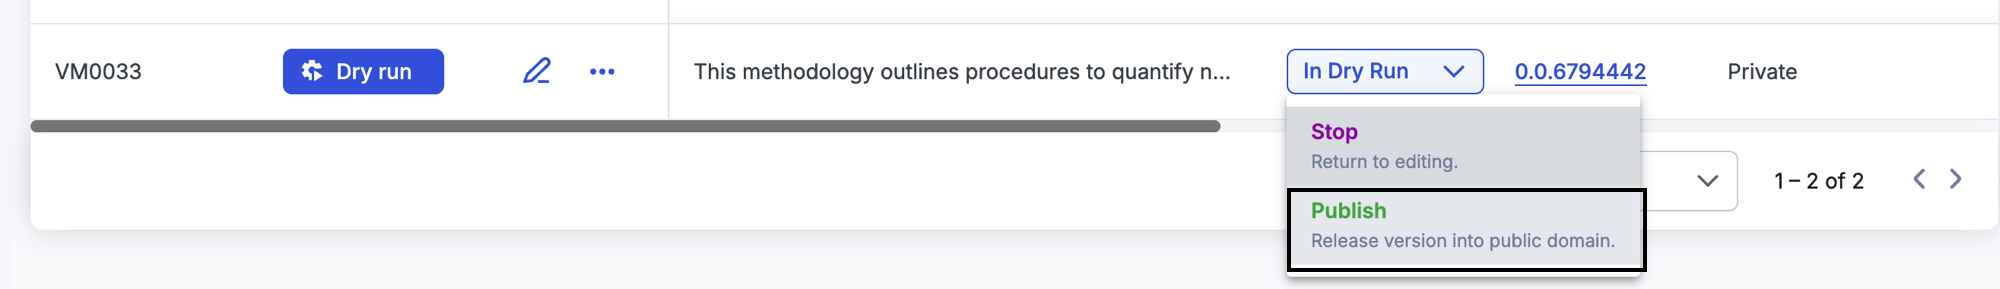 VM0033
Dry run
This methodology outlines procedures to quantify n...
In Dry Run
0.0.6794442
Private
Stop
Return to editing.
Publish
Release version into public domain.
1 – 2 of 2